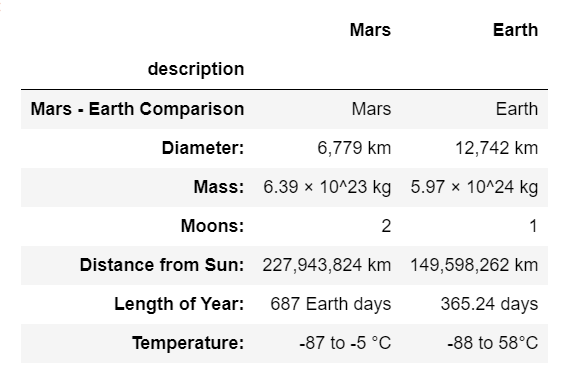 Mars Earth
description
Mars - Earth Comparison Mars Earth
Diameter: 6,779 km 12,742 km
Mass: 6.39 × 10^23 kg 5.97 × 10^24 kg
Moons: 2 1
Distance from Sun: 227,943,824 km 149,598,262 km
Length of Year: 687 Earth days 365.24 days
Temperature: -87 to -5 °C -88 to 58°C